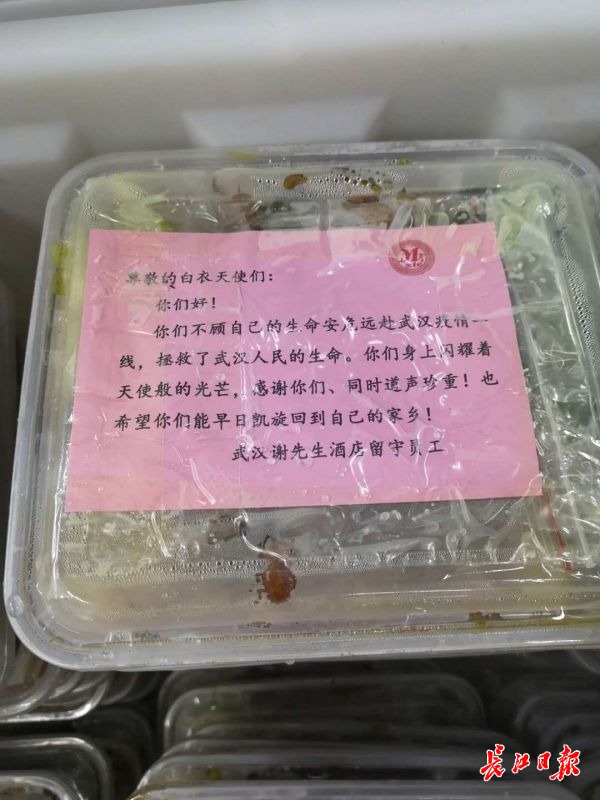 尊敬的白衣天使们：
你们好！
你们不顾自己的生命安危远赴武汉疫情一
线，拯救了武汉人民的生命。你们身上闪耀着
天使般的光芒，感谢你们、同时道声珍重！也
希望你们能早日凯旋回到自己的家乡！
武汉谢先生酒店留守员工
长江日报